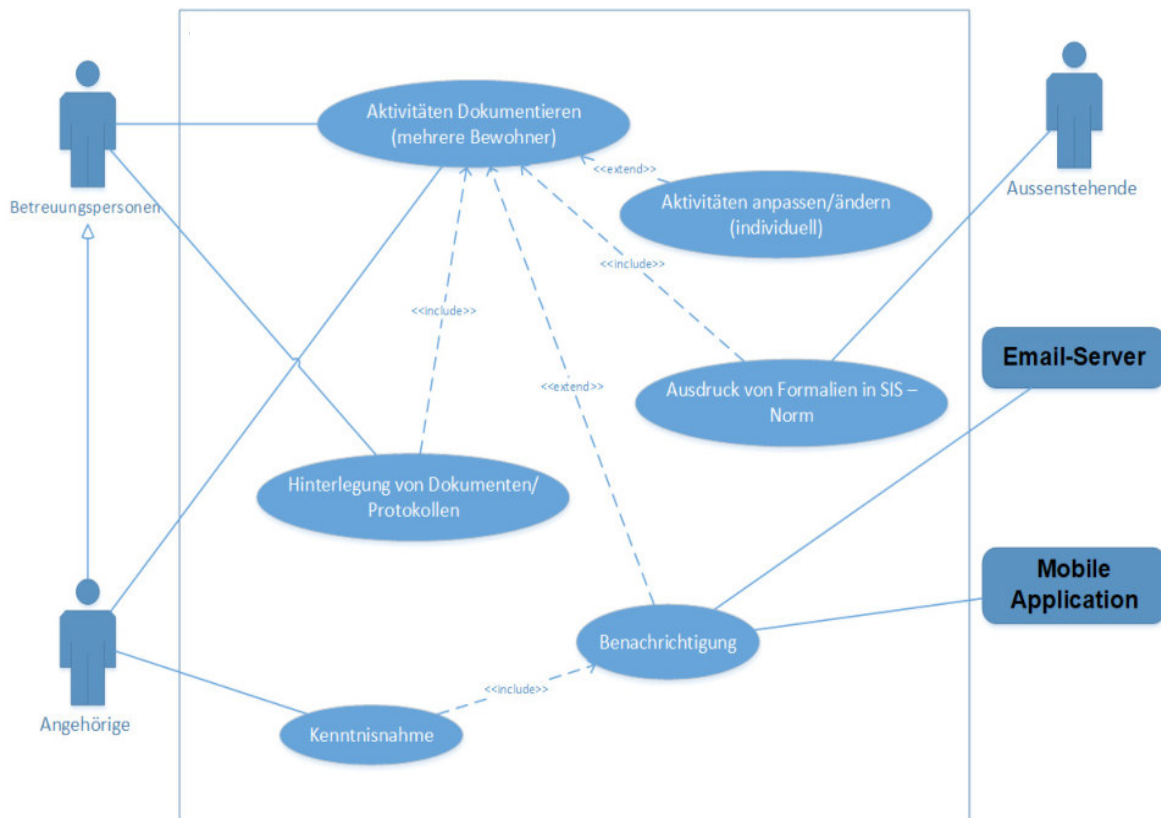 Aktivitäten Dokumentieren
(mehrere Bewohner)
<<extend>>
Betreuungspersonen
Aktivitäten anpassen/ändern
(individuell)
Aussenstehende
<<include>>
<<include>>
Email-Server
<<extend>>
Ausdruck von Formalien in SIS –
Norm
Hinterlegung von Dokumenten/
Protokollen
Mobile
Application
Benachrichtigung
<<include>>
Angehörige
Kenntnisnahme